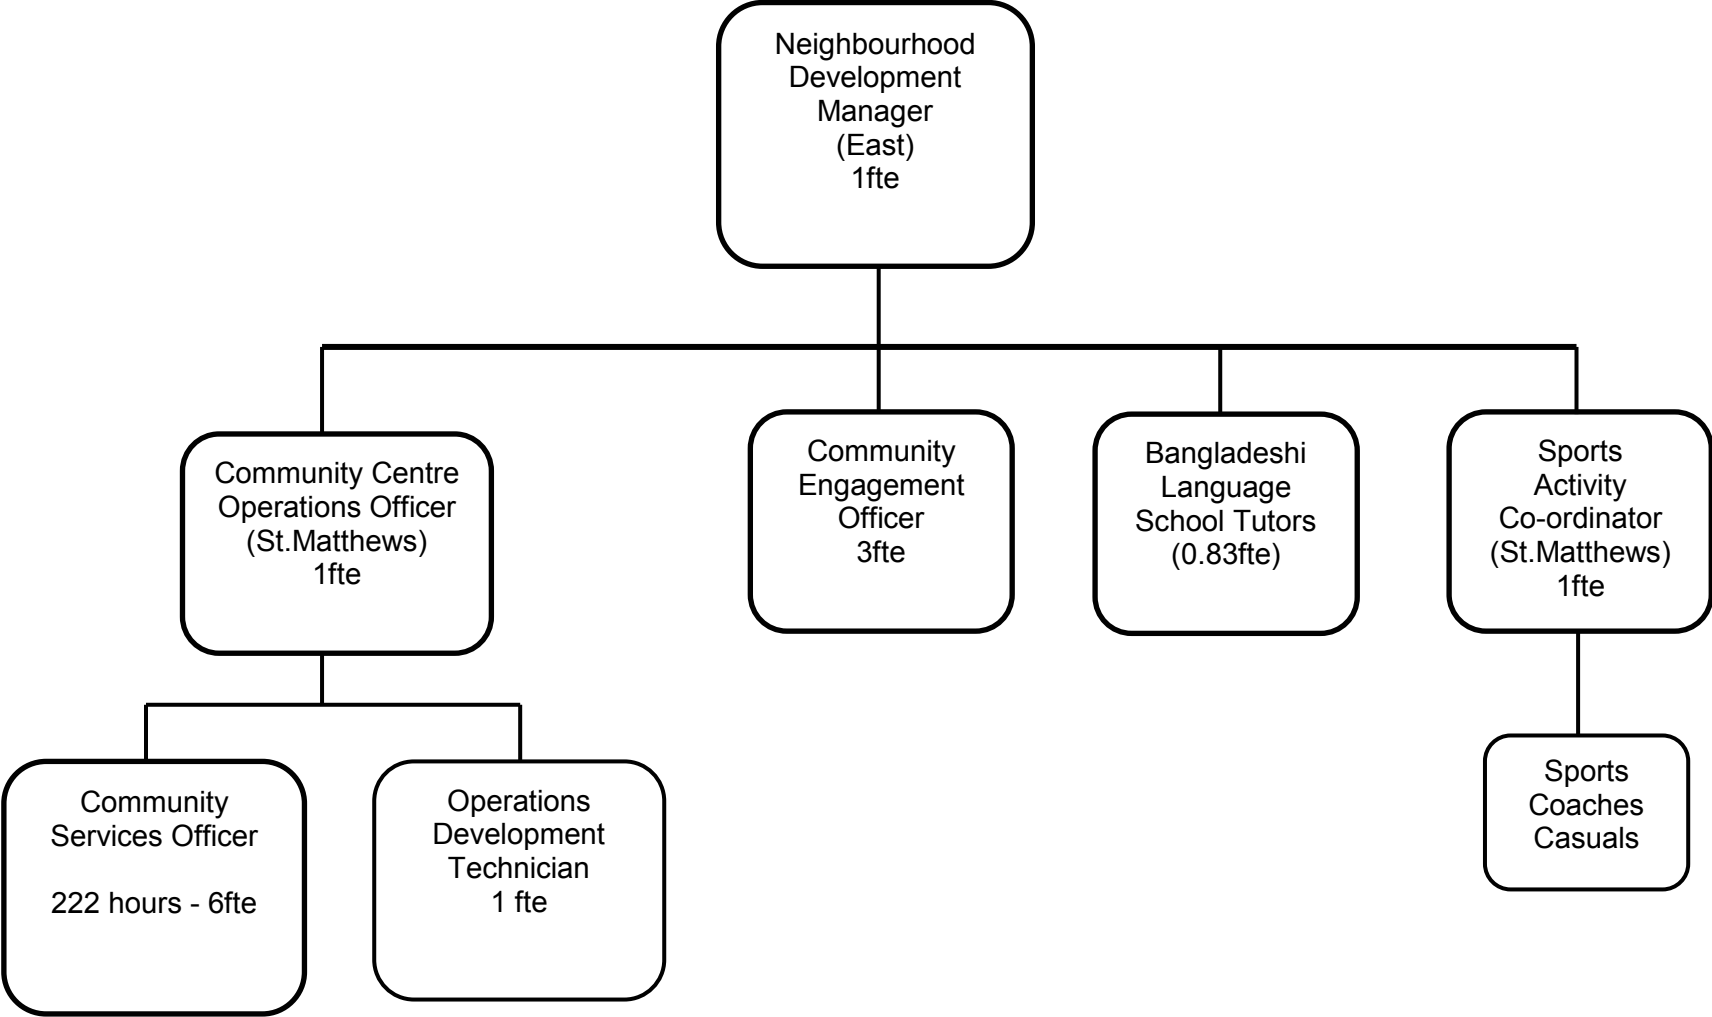 Neighbourhood
Development
Manager
(East)
1fte
Community Centre
Operations Officer
(St.Matthews)
1fte
Community
Engagement
Officer
3fte
Bangladeshi
Language
School Tutors
(0.83fte)
Sports
Activity
Co-ordinator
(St.Matthews)
1fte
Community
Services Officer
222 hours - 6fte
Operations
Development
Technician
1 fte
Sports
Coaches
Casuals